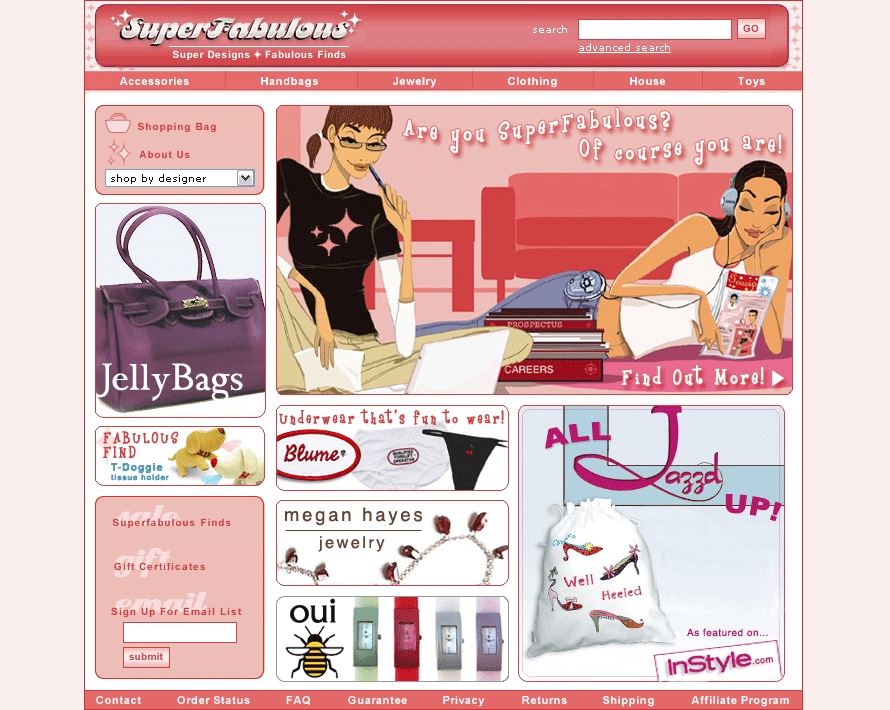 SuperFabulous
Super Designs ✦ Fabulous Finds
search
GO
advanced search
Accessories
Handbags
Jewelry
Clothing
House
Toys
Shopping Bag
About Us
shop by designer
JellyBags
FABULOUS
FIND
T-Doggie
tissue holder
sale
Superfabulous Finds
gift
Gift Certificates
email
Sign Up For Email List
submit
Are you SuperFabulous?
Of course you are!
Gossip
PROSPECTUS
CAREERS
Find Out More!
Underwear that's fun to wear!
Blume
QUALIFIED
FORKLIFT
OPERATOR
megan hayes
jewelry
oui
ALL
Jazzd
UP!
Well
Heeled
As featured on...
InStyle.com
Contact
Order Status
FAQ
Guarantee
Privacy
Returns
Shipping
Affiliate Program